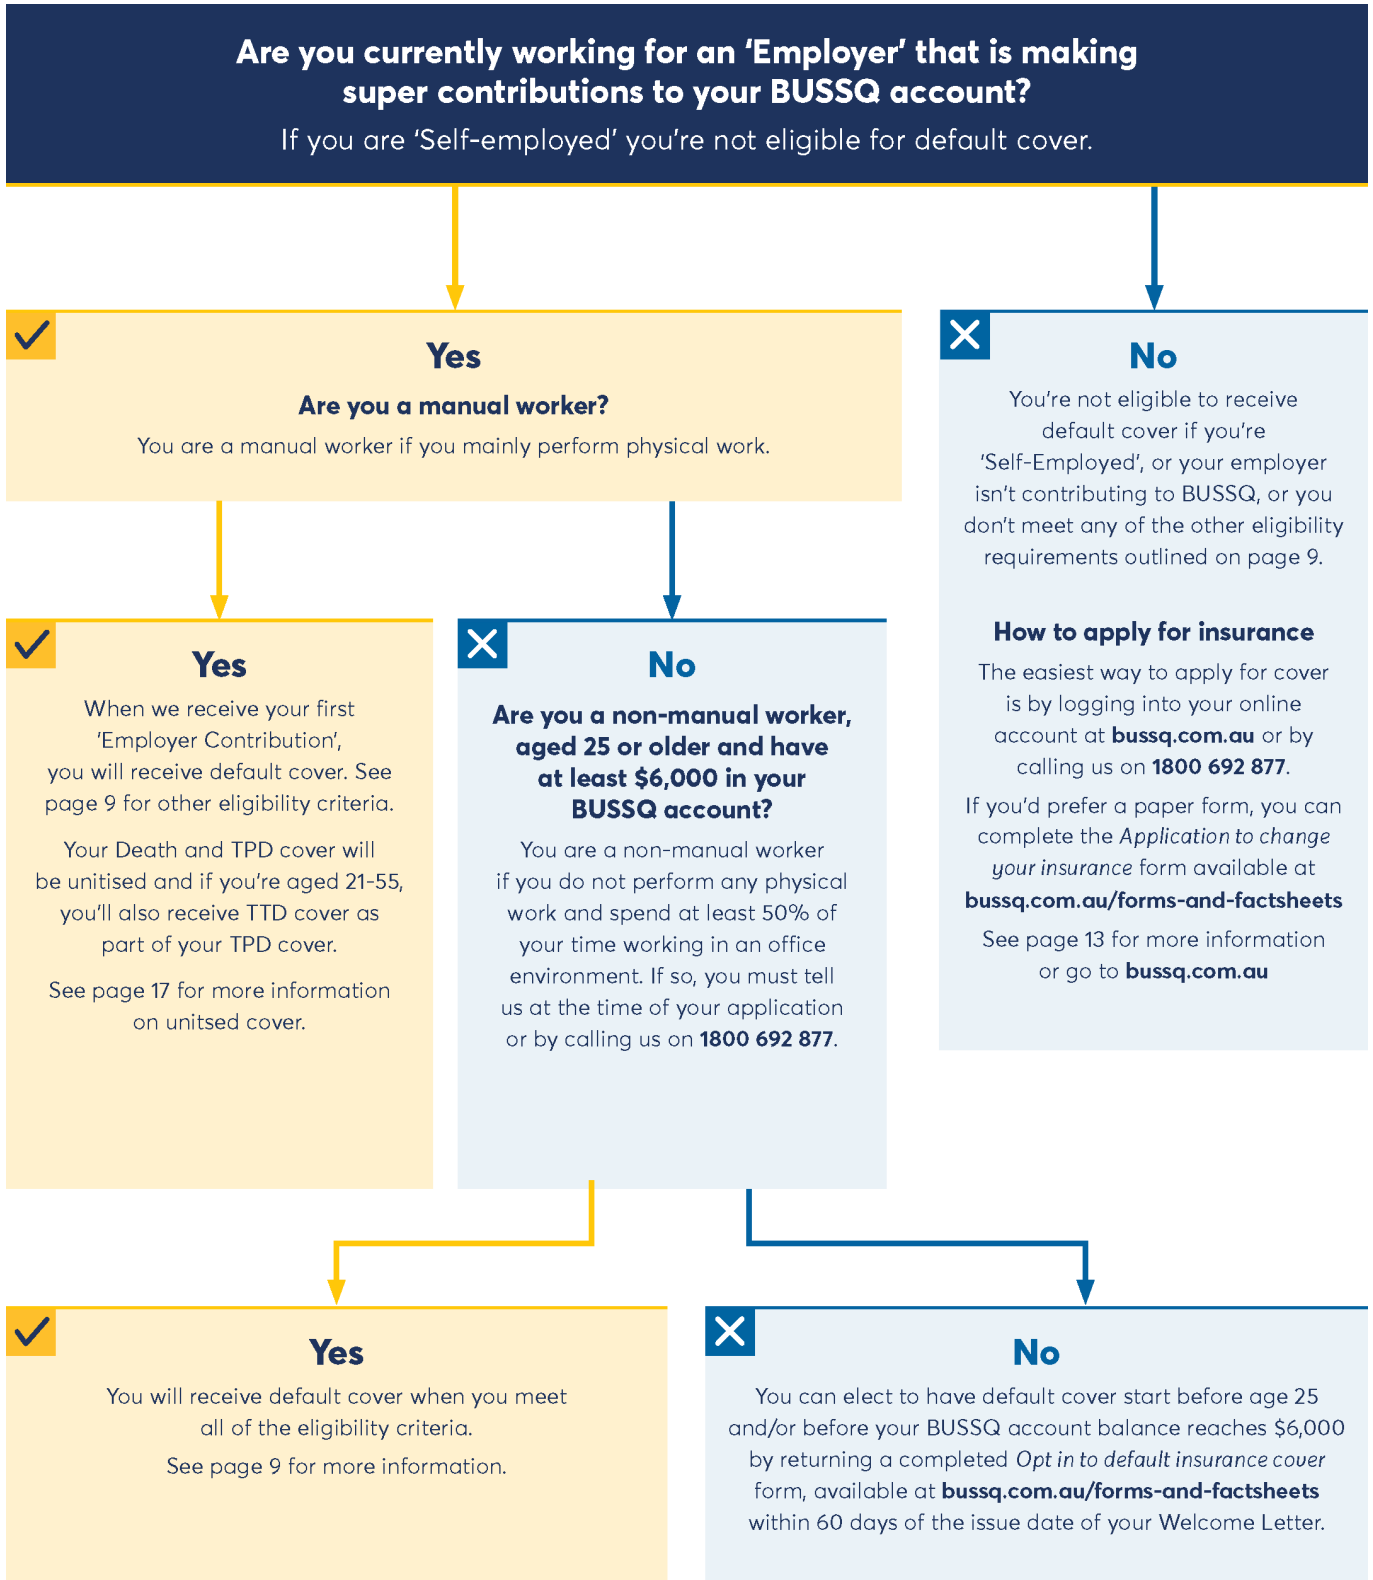 Are you currently working for an ‘Employer’ that is making
super contributions to your BUSSQ account?
If you are ‘Self-employed’ you’re not eligible for default cover.
Yes
Are you a manual worker?
You are a manual worker if you mainly perform physical work.
No
You’re not eligible to receive
default cover if you’re
‘Self-Employed’, or your employer
isn’t contributing to BUSSQ, or you
don’t meet any of the other eligibility
requirements outlined on page 9.
How to apply for insurance
The easiest way to apply for cover
is by logging into your online
account at bussq.com.au or by
calling us on 1800 692 877.
If you’d prefer a paper form, you can
complete the Application to change
your insurance form available at
bussq.com.au/forms-and-factsheets
See page 13 for more information
or go to bussq.com.au
Yes
When we receive your first
‘Employer Contribution’,
you will receive default cover. See
page 9 for other eligibility criteria.
Your Death and TPD cover will
be unitised and if you’re aged 21-55,
you’ll also receive TTD cover as
part of your TPD cover.
See page 17 for more information
on unitsed cover.
No
Are you a non-manual worker,
aged 25 or older and have
at least $6,000 in your
BUSSQ account?
You are a non-manual worker
if you do not perform any physical
work and spend at least 50% of
your time working in an office
environment. If so, you must tell
us at the time of your application
or by calling us on 1800 692 877.
Yes
You will receive default cover when you meet
all of the eligibility criteria.
See page 9 for more information.
No
You can elect to have default cover start before age 25
and/or before your BUSSQ account balance reaches $6,000
by returning a completed Opt in to default insurance cover
form, available at bussq.com.au/forms-and-factsheets
within 60 days of the issue date of your Welcome Letter.